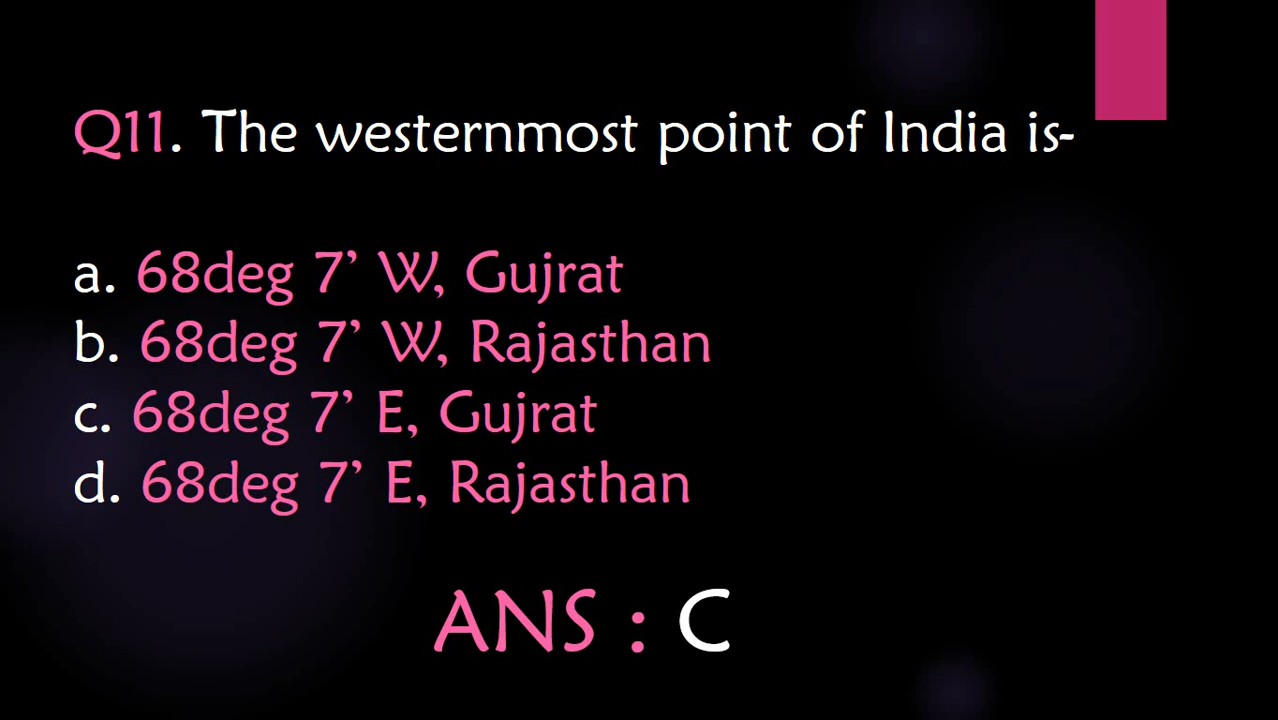 Q11. The westernmost point of India is-
a. 68deg 7’ W, Gujrat
b. 68deg 7’ W, Rajasthan
c. 68deg 7’ E, Gujrat
d. 68deg 7’ E, Rajasthan
ANS : C